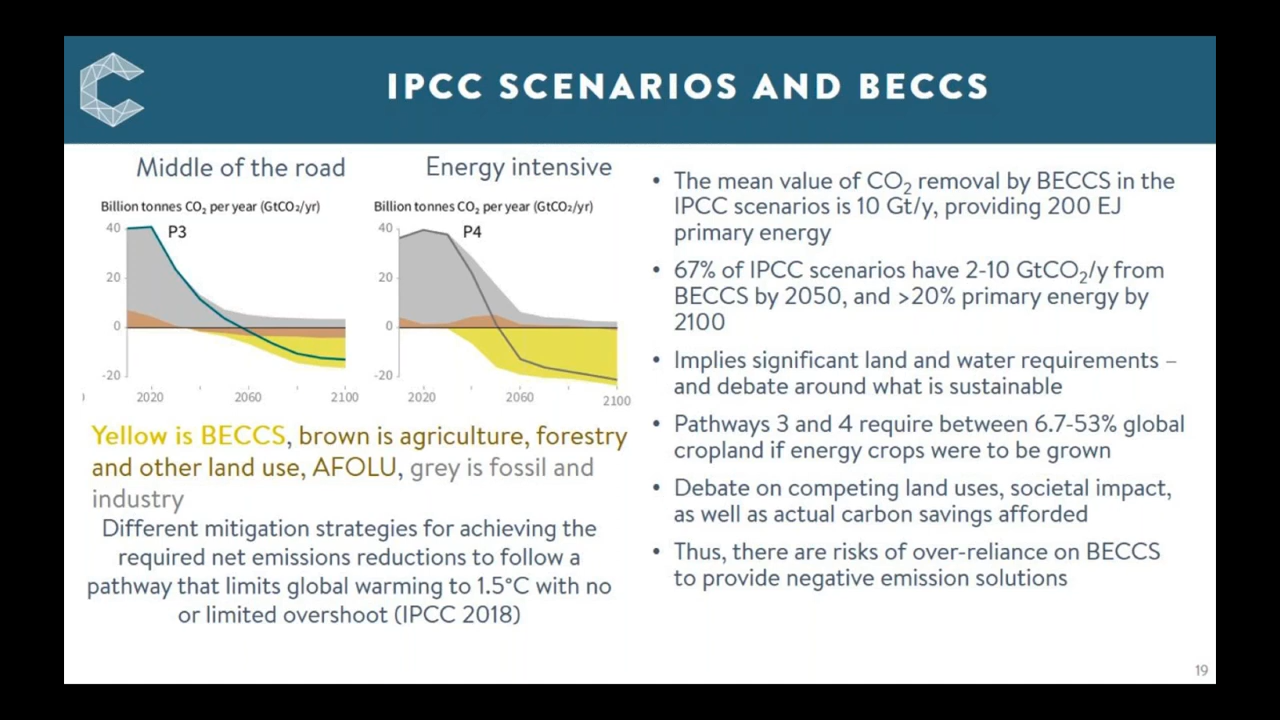 IPCC SCENARIOS AND BECCS
Middle of the road
Billion tonnes CO₂ per year (GtCO₂/yr)
P3
40
20
0
-20
2020
2060
2100
Energy intensive
Billion tonnes CO₂ per year (GtCO₂/yr)
P4
40
20
0
-20
2020
2060
2100
Yellow is BECCS, brown is agriculture, forestry
and other land use, AFOLU, grey is fossil and
industry
Different mitigation strategies for achieving the
required net emissions reductions to follow a
pathway that limits global warming to 1.5°C with no
or limited overshoot (IPCC 2018)
• The mean value of CO₂ removal by BECCS in the
IPCC scenarios is 10 Gt/y, providing 200 EJ
primary energy
• 67% of IPCC scenarios have 2-10 GtCO₂/y from
BECCS by 2050, and >20% primary energy by
2100
• Implies significant land and water requirements –
and debate around what is sustainable
• Pathways 3 and 4 require between 6.7-53% global
cropland if energy crops were to be grown
• Debate on competing land uses, societal impact,
as well as actual carbon savings afforded
• Thus, there are risks of over-reliance on BECCS
to provide negative emission solutions
19